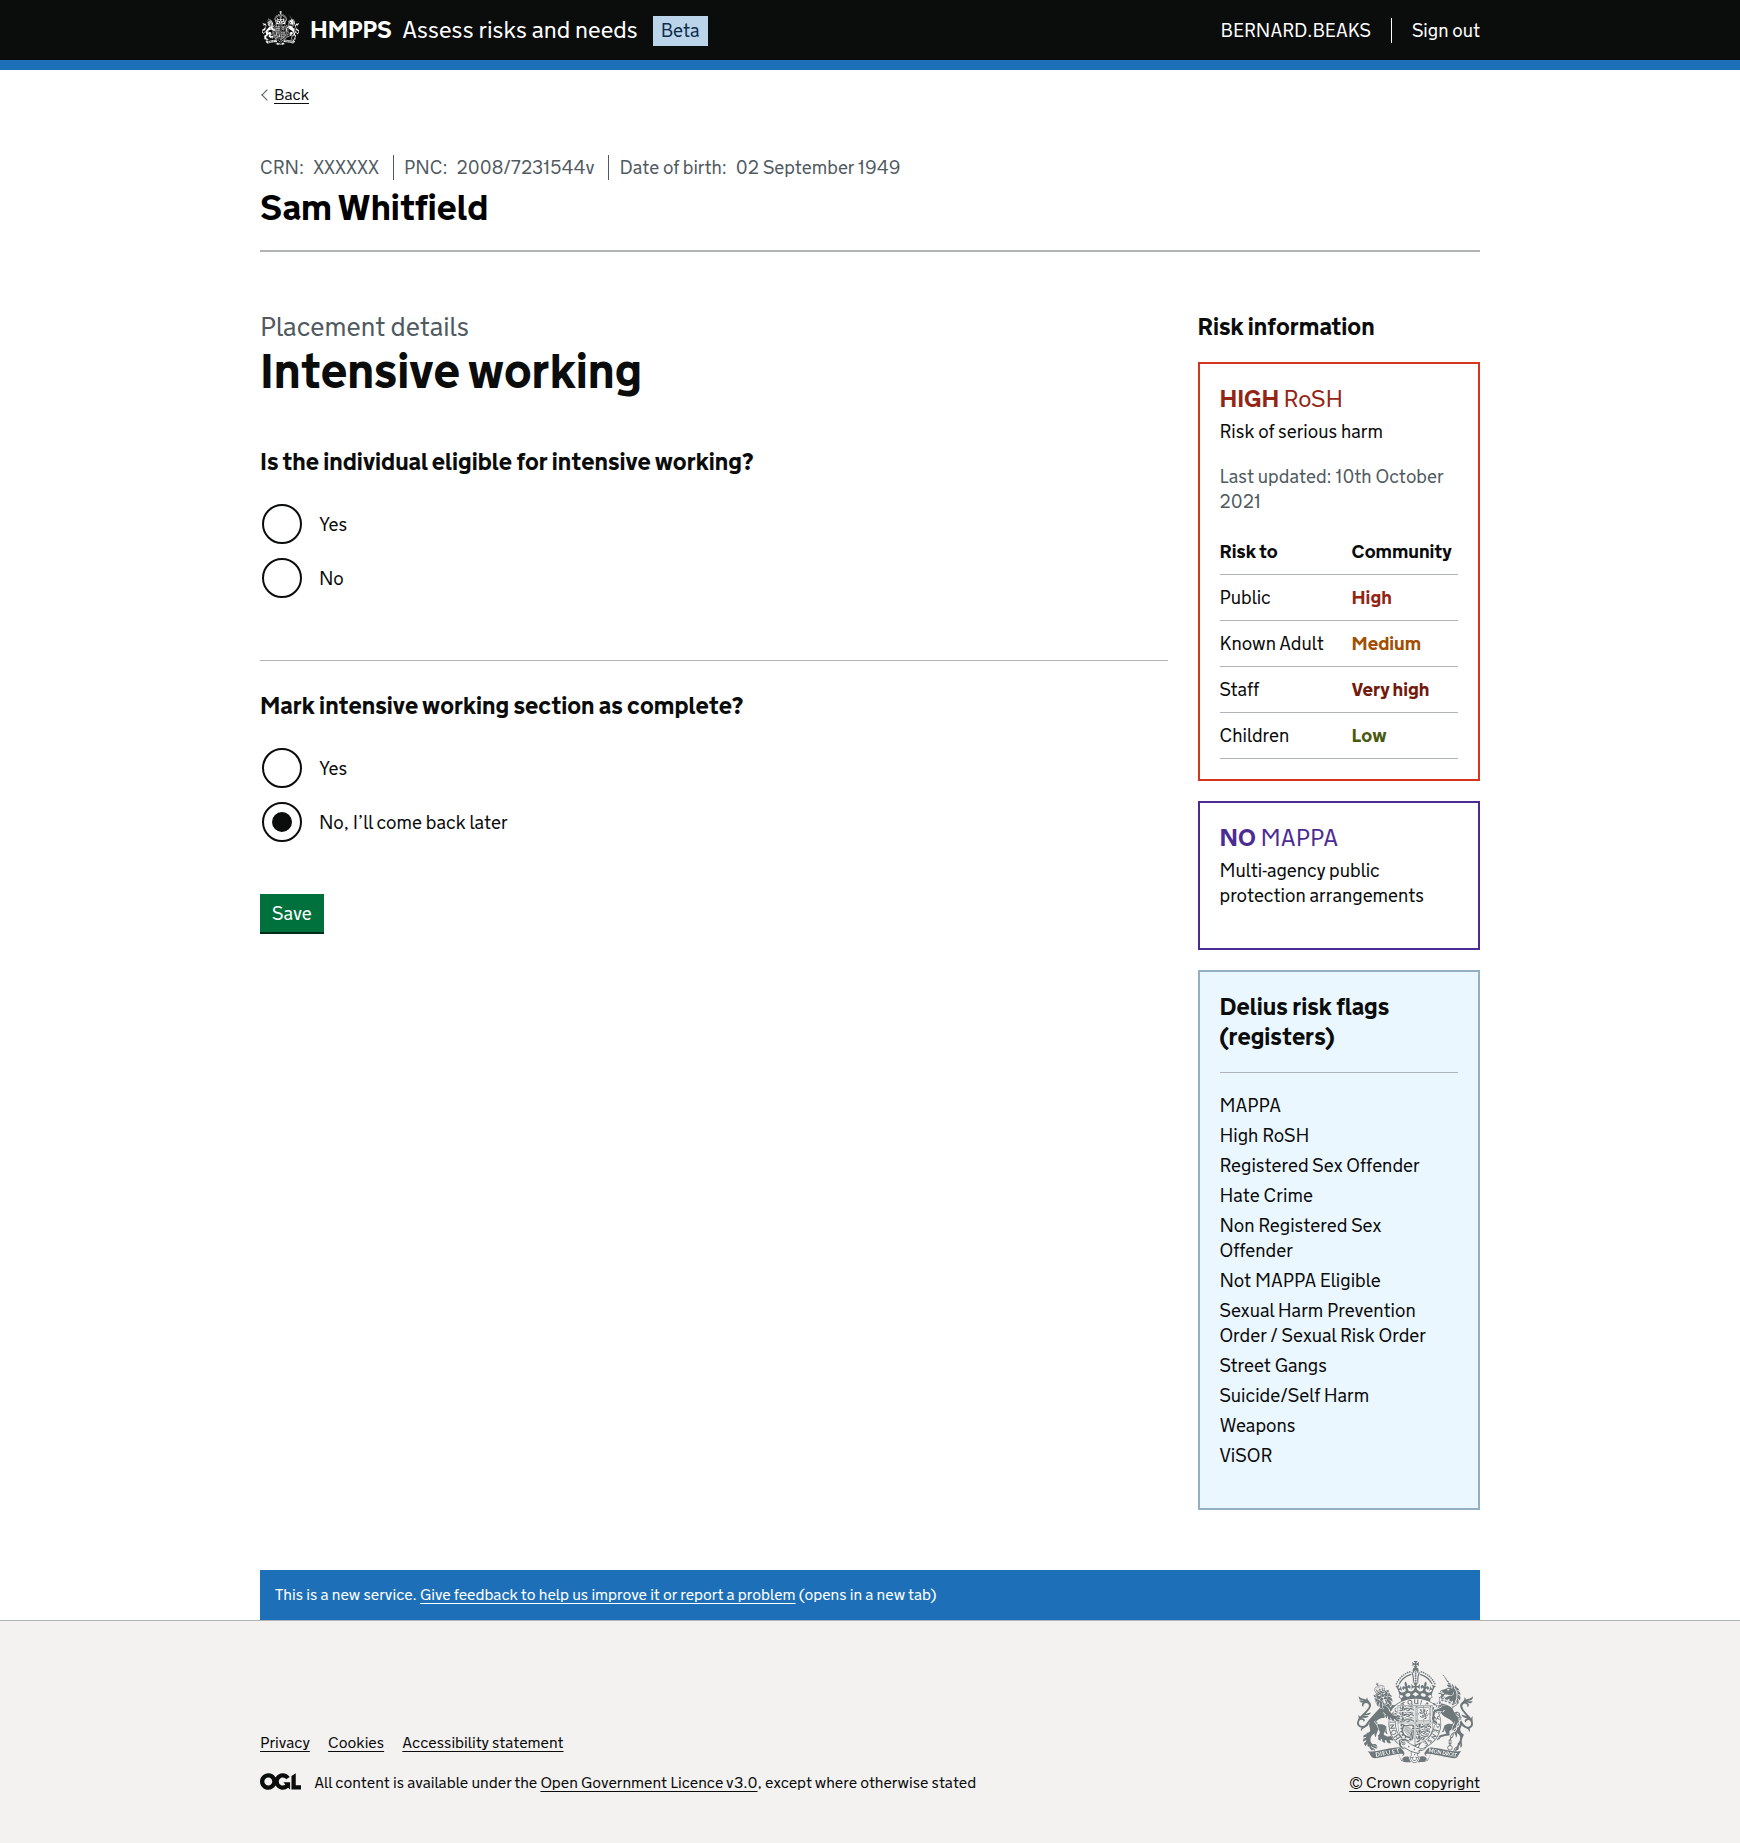 HMPPS Assess risks and needs Beta
BERNARD.BEAKS Sign out
Back
CRN: XXXXXX PNC: 2008/7231544v Date of birth: 02 September 1949
Sam Whitfield
Placement details
Intensive working
Is the individual eligible for intensive working?
Yes
No
Mark intensive working section as complete?
Yes
No, I’ll come back later
Save
Risk information
HIGH RoSH
Risk of serious harm
Last updated: 10th October
2021
Risk to Community
Public High
Known Adult Medium
Staff Very high
Children Low
NO MAPPA
Multi-agency public
protection arrangements
Delius risk flags
(registers)
MAPPA
High RoSH
Registered Sex Offender
Hate Crime
Non Registered Sex
Offender
Not MAPPA Eligible
Sexual Harm Prevention
Order / Sexual Risk Order
Street Gangs
Suicide/Self Harm
Weapons
ViSOR
This is a new service. Give feedback to help us improve it or report a problem (opens in a new tab)
Privacy Cookies Accessibility statement
OGL All content is available under the Open Government Licence v3.0, except where otherwise stated
© Crown copyright